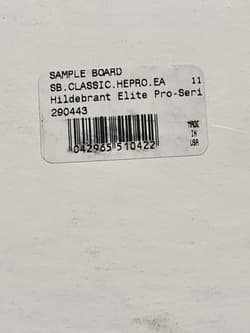 SAMPLE BOARD
SB.CLASSIC.HEPRO.EA 11
Hildebrant Elite Pro-Seri
290443
MADE
IN
USA
042965 510422